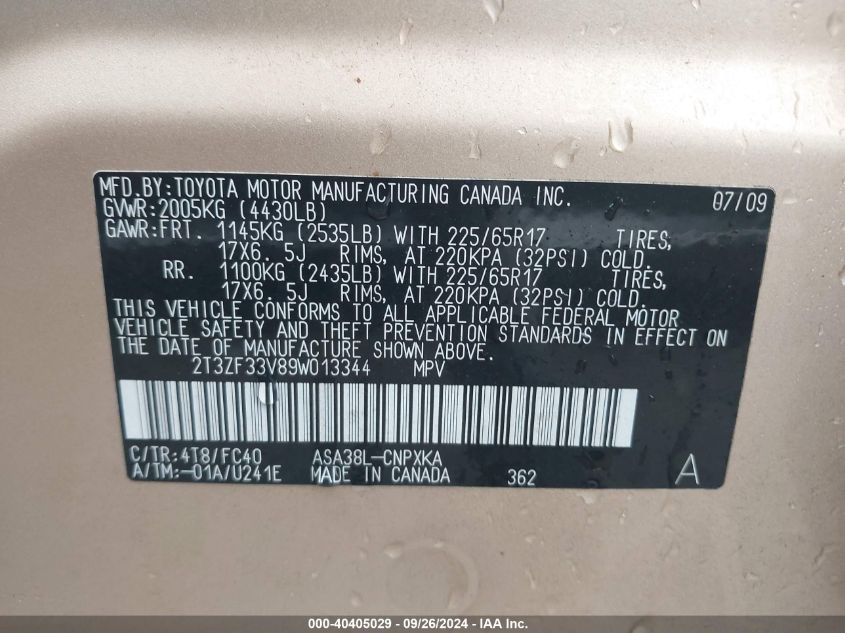 MFD.BY:TOYOTA MOTOR MANUFACTURING CANADA INC. 07/09
GVWR:2005KG (4430LB)
GAWR:FRT. 1145KG (2535LB) WITH 225/65R17 TIRES,
17X6. 5J RIMS, AT 220KPA (32PSI) COLD.
RR. 1100KG (2435LB) WITH 225/65R17 TIRES,
17X6. 5J RIMS, AT 220KPA (32PSI) COLD.
THIS VEHICLE CONFORMS TO ALL APPLICABLE FEDERAL MOTOR
VEHICLE SAFETY AND THEFT PREVENTION STANDARDS IN EFFECT ON
THE DATE OF MANUFACTURE SHOWN ABOVE.
2T3ZF33V89W013344 MPV
C/TR:4T8/FC40 ASA38L-CNPXKA
A/TM:-01A/U241E MADE IN CANADA 362 A
000-40405029 - 09/26/2024 - IAA Inc.